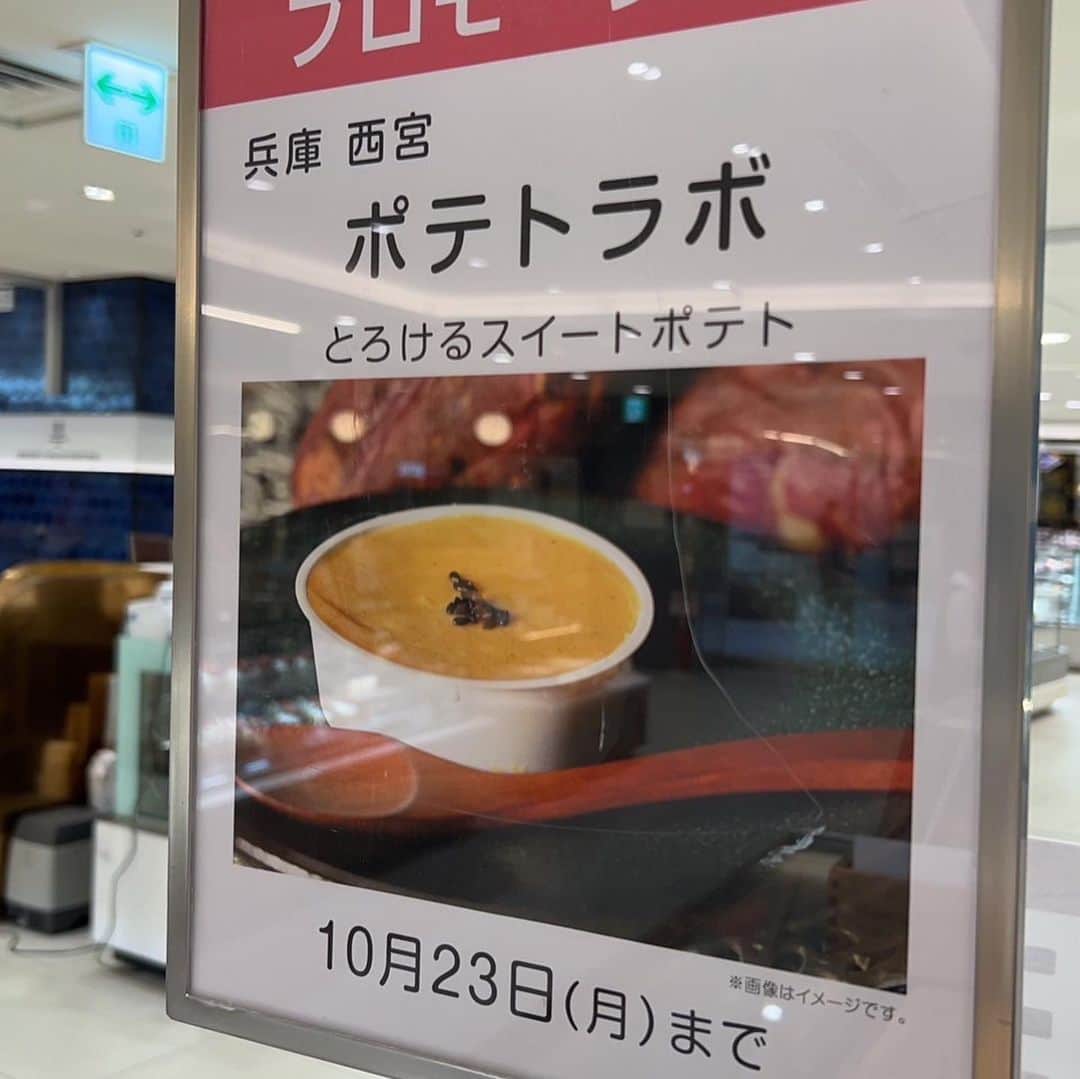 兵庫 西宮
ポテトラボ
とろけるスイートポテト
※画像はイメージです。
10月23日(月)まで